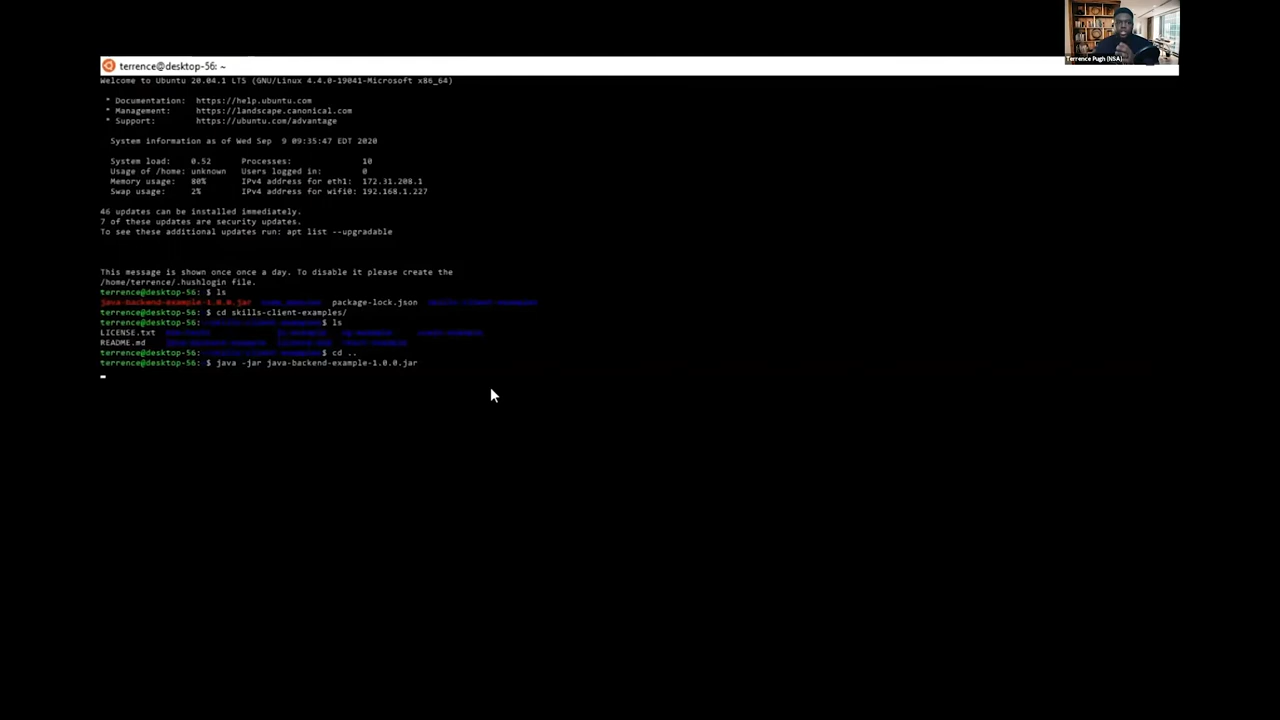 Terrence Pugh (NSA)
terrence@desktop-56: ~
Welcome to Ubuntu 20.04.1 LTS (GNU/Linux 4.4.0-19041-Microsoft x86_64)
* Documentation: https://help.ubuntu.com
* Management: https://landscape.canonical.com
* Support: https://ubuntu.com/advantage
System information as of Wed Sep 9 09:35:47 EDT 2020
System load: 0.52 Processes: 10
Usage of /home: unknown Users logged in: 0
Memory usage: 80% IPv4 address for eth1: 172.31.208.1
Swap usage: 2% IPv4 address for wifi0: 192.168.1.227
46 updates can be installed immediately.
7 of these updates are security updates.
To see these additional updates run: apt list --upgradable
This message is shown once once a day. To disable it please create the
/home/terrence/.hushlogin file.
terrence@desktop-56: $ ls
java-backend-example-1.0.0.jar package-lock.json
terrence@desktop-56: $ cd skills-client-examples/
terrence@desktop-56: $ ls
LICENSE.txt
README.md
terrence@desktop-56: $ cd ..
terrence@desktop-56: $ java -jar java-backend-example-1.0.0.jar